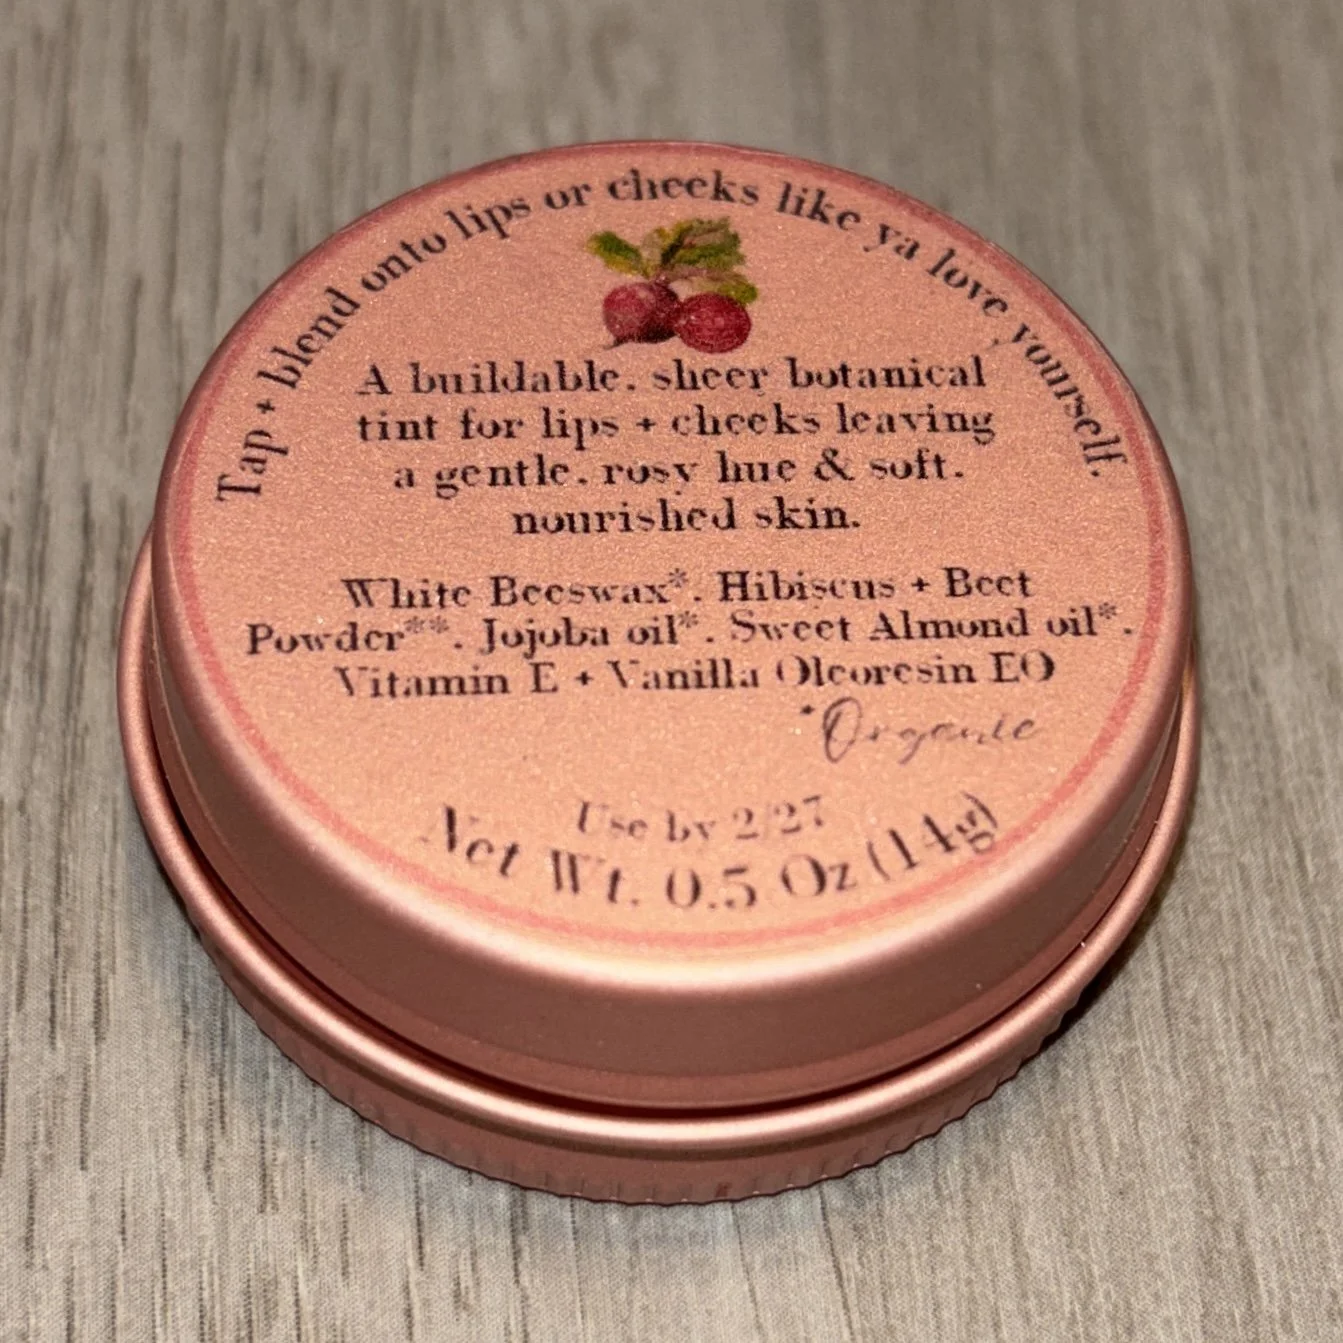 Tap + blend onto lips or cheeks like ya love yourself.
A buildable, sheer botanical
tint for lips + cheeks leaving
a gentle, rosy hue & soft,
nourished skin.
White Beeswax*, Hibiscus + Beet
Powder**, Jojoba oil*, Sweet Almond oil*,
Vitamin E + Vanilla Oleoresin EO
*Organic
Use by 2/27
Net Wt. 0.5 Oz (14g)